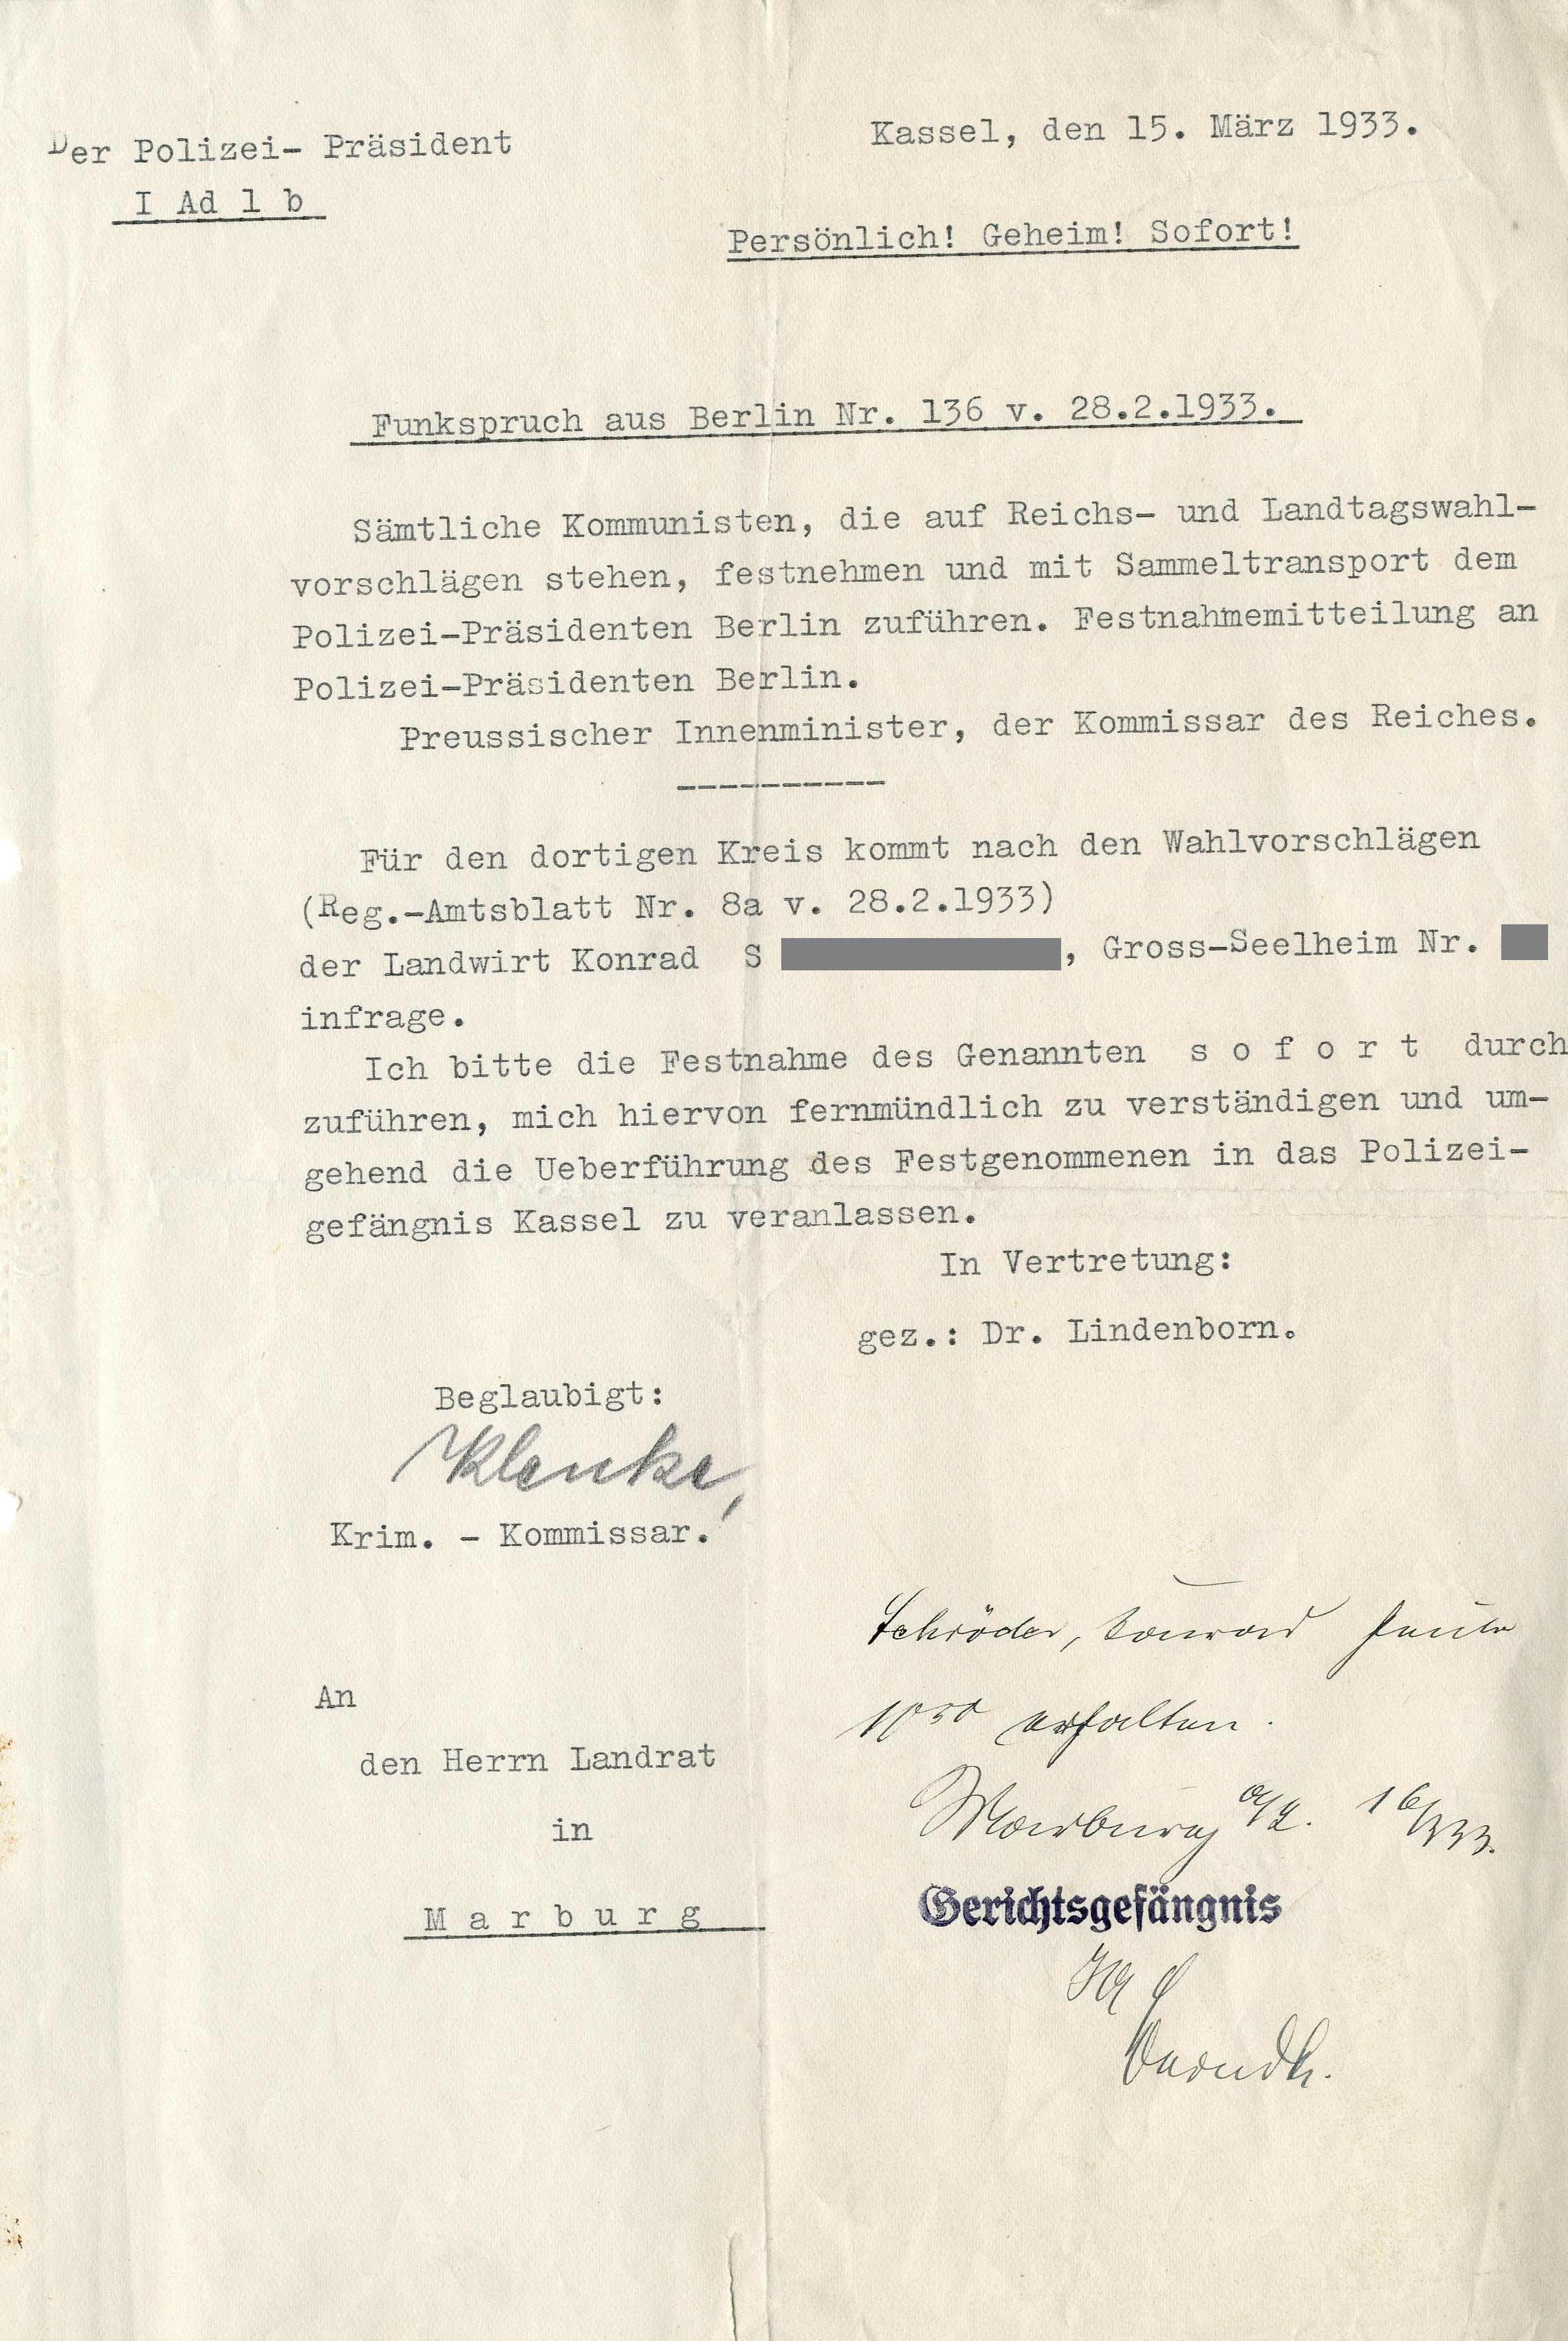 Der Polizei- Präsident
I Ad 1 b
Kassel, den 15. März 1933.
Persönlich! Geheim! Sofort!
Funkspruch aus Berlin Nr. 136 v. 28.2.1933.
Sämtliche Kommunisten, die auf Reichs- und Landtagswahl-
vorschlägen stehen, festnehmen und mit Sammeltransport dem
Polizei-Präsidenten Berlin zuführen. Festnahmemitteilung an
Polizei-Präsidenten Berlin.
Preussischer Innenminister, der Kommissar des Reiches.
----------
Für den dortigen Kreis kommt nach den Wahlvorschlägen
(Reg.-Amtsblatt Nr. 8a v. 28.2.1933)
der Landwirt Konrad S , Gross-Seelheim Nr.
infrage.
Ich bitte die Festnahme des Genannten s o f o r t durch
zuführen, mich hiervon fernmündlich zu verständigen und um-
gehend die Ueberführung des Festgenommenen in das Polizei-
gefängnis Kassel zu veranlassen.
In Vertretung:
gez.: Dr. Lindenborn.
Beglaubigt:
Klenke,
Krim. - Kommissar.
An
den Herrn Landrat
in
M a r b u r g
Schröder, Konrad heute
10 50 erhalten.
Marburg a/L. 16/333.
Gerichtsgefängnis